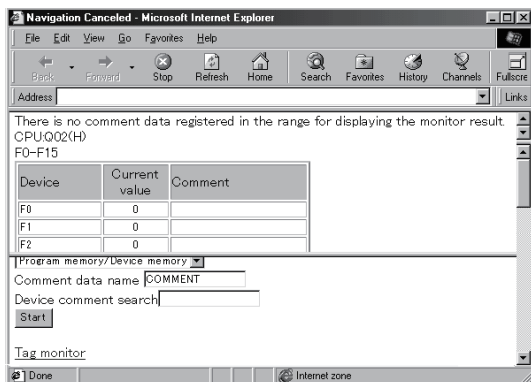 Navigation Canceled - Microsoft Internet Explorer
File Edit View Go Favorites Help
Back Forward Stop Refresh Home Search Favorites History Channels Fullscre
Address Links
There is no comment data registered in the range for displaying the monitor result.
CPU:Q02(H)
F0-F15
Device Current value Comment
F0 0
F1 0
F2 0
Program memory/Device memory
Comment data name COMMENT
Device comment search
Start
Tag monitor
Done Internet zone